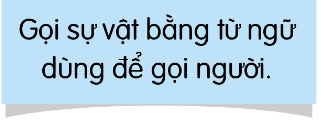 Gọi sự vật bằng từ ngữ
dùng để gọi người.